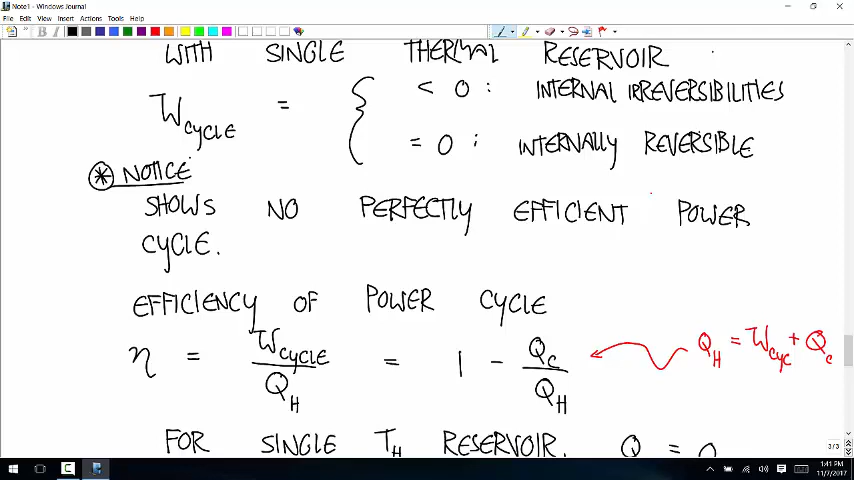 Note1 - Windows Journal
File Edit View Insert Actions Tools Help
WITH SINGLE THERMAL RESERVOIR
W_CYCLE = { < 0 : INTERNAL IRREVERSIBILITIES
= 0 : INTERNALLY REVERSIBLE
* NOTICE
SHOWS NO PERFECTLY EFFICIENT POWER
CYCLE.
EFFICIENCY OF POWER CYCLE
η = W_CYCLE / Q_H = 1 - Q_C / Q_H
Q_H = W_CYC + Q_C
FOR SINGLE T_H RESERVOIR. Q = 0
3/3
1:41 PM
11/7/2017